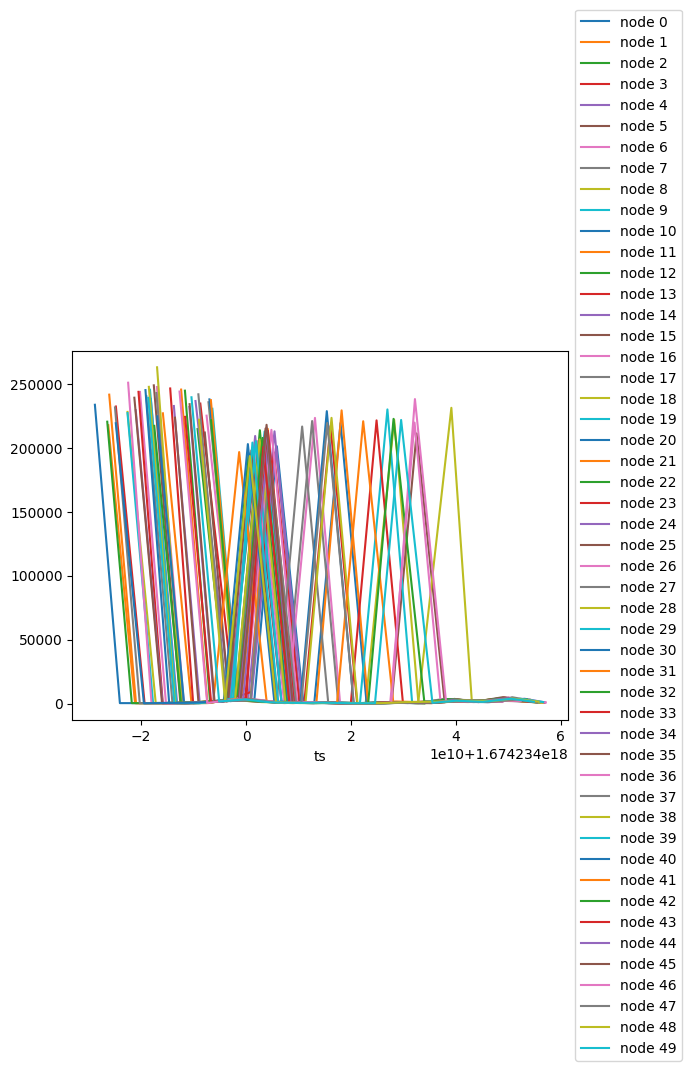 250000
200000
150000
100000
50000
0
−2
0
2
4
6
ts
1e10+1.674234e18
node 0
node 1
node 2
node 3
node 4
node 5
node 6
node 7
node 8
node 9
node 10
node 11
node 12
node 13
node 14
node 15
node 16
node 17
node 18
node 19
node 20
node 21
node 22
node 23
node 24
node 25
node 26
node 27
node 28
node 29
node 30
node 31
node 32
node 33
node 34
node 35
node 36
node 37
node 38
node 39
node 40
node 41
node 42
node 43
node 44
node 45
node 46
node 47
node 48
node 49